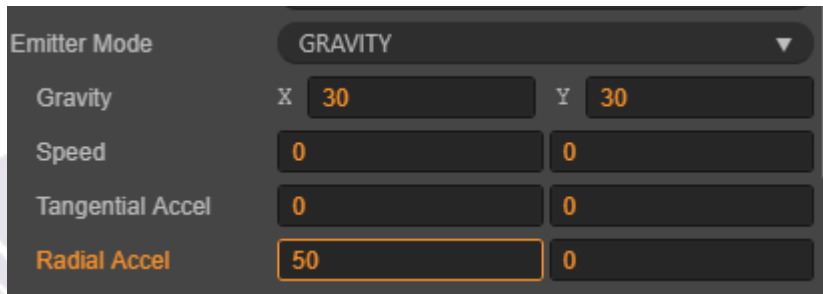 Emitter Mode GRAVITY
Gravity X 30 Y 30
Speed 0 0
Tangential Accel 0 0
Radial Accel 50 0